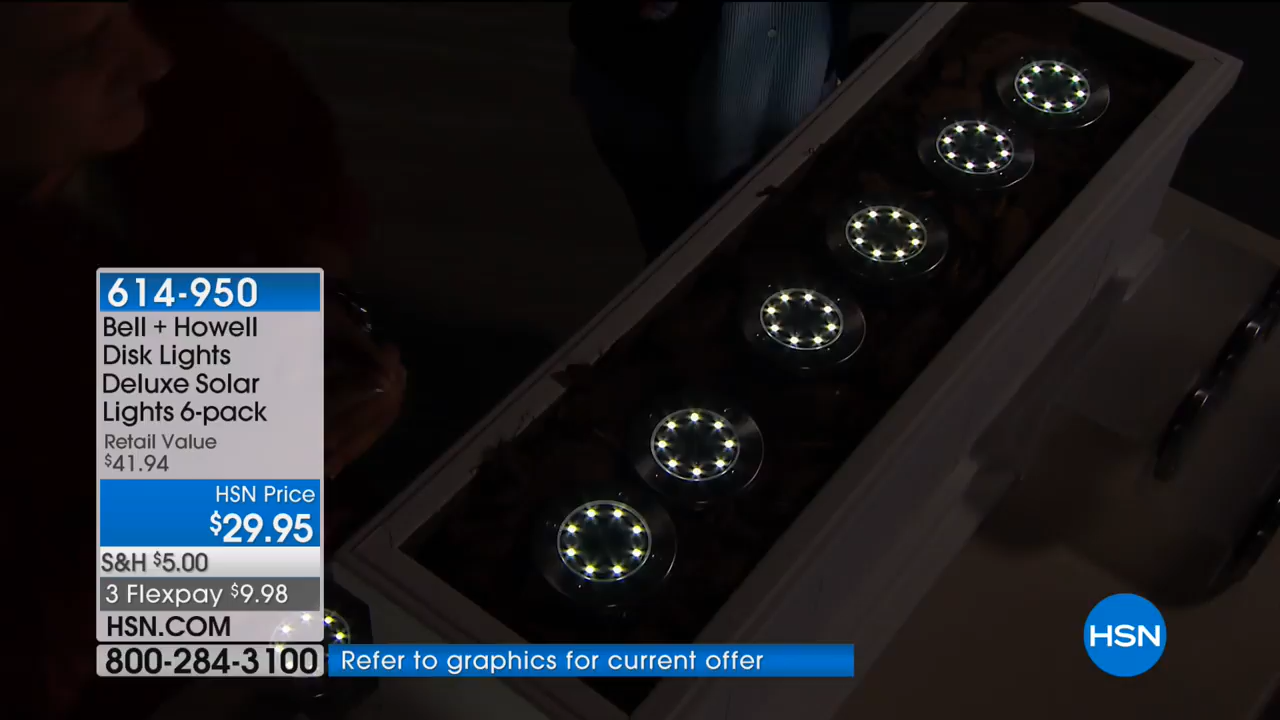 614-950
Bell + Howell
Disk Lights
Deluxe Solar
Lights 6-pack
Retail Value
$41.94
HSN Price
$29.95
S&H $5.00
3 Flexpay $9.98
HSN.COM
800-284-3100
Refer to graphics for current offer
HSN